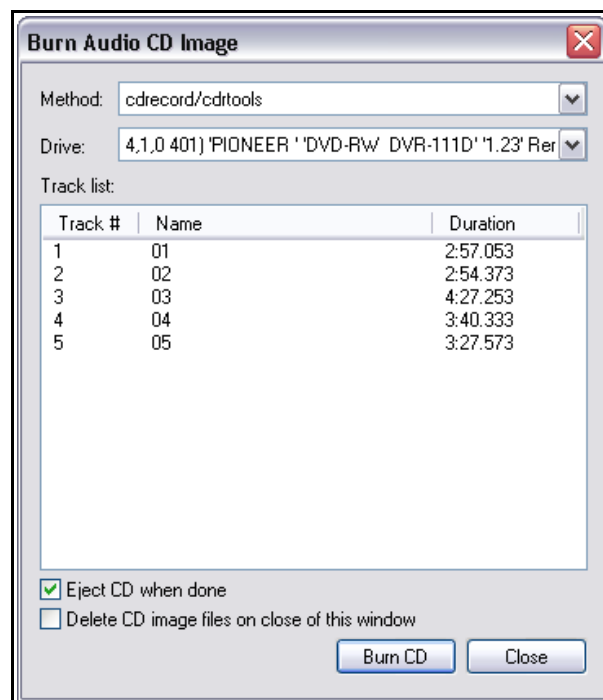 Burn Audio CD Image
Method: cdrecord/cdrtools
Drive: 4,1,0 401) 'PIONEER ' 'DVD-RW DVR-111D' '1.23' Rer
Track list:
Track # Name Duration
1 01 2:57.053
2 02 2:54.373
3 03 4:27.253
4 04 3:40.333
5 05 3:27.573
Eject CD when done
Delete CD image files on close of this window
Burn CD Close